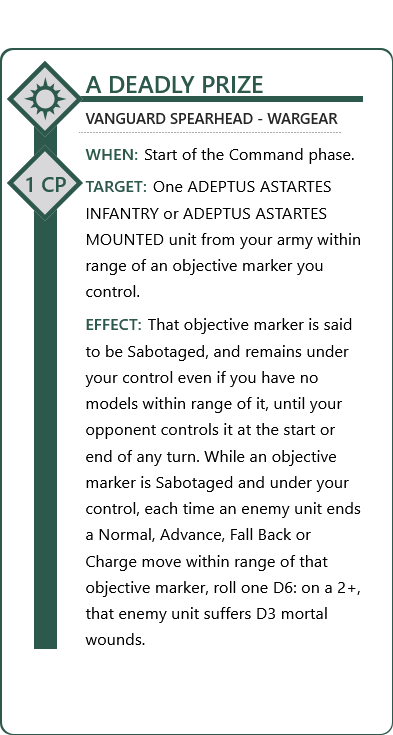 A DEADLY PRIZE
VANGUARD SPEARHEAD - WARGEAR
WHEN: Start of the Command phase.
1 CP
TARGET: One ADEPTUS ASTARTES
INFANTRY or ADEPTUS ASTARTES
MOUNTED unit from your army within
range of an objective marker you
control.
EFFECT: That objective marker is said
to be Sabotaged, and remains under
your control even if you have no
models within range of it, until your
opponent controls it at the start or
end of any turn. While an objective
marker is Sabotaged and under your
control, each time an enemy unit ends
a Normal, Advance, Fall Back or
Charge move within range of that
objective marker, roll one D6: on a 2+,
that enemy unit suffers D3 mortal
wounds.